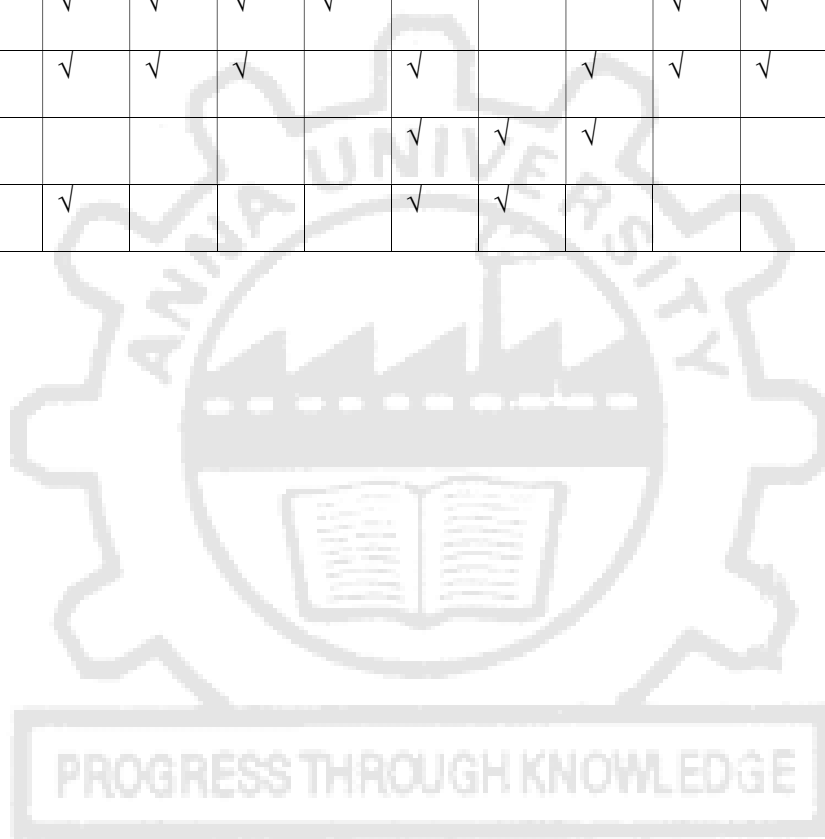 √ √ √ √ √ √
√ √ √ √ √ √ √
√ √ √
√ √ √
ANNA UNIVERSITY
PROGRESS THROUGH KNOWLEDGE